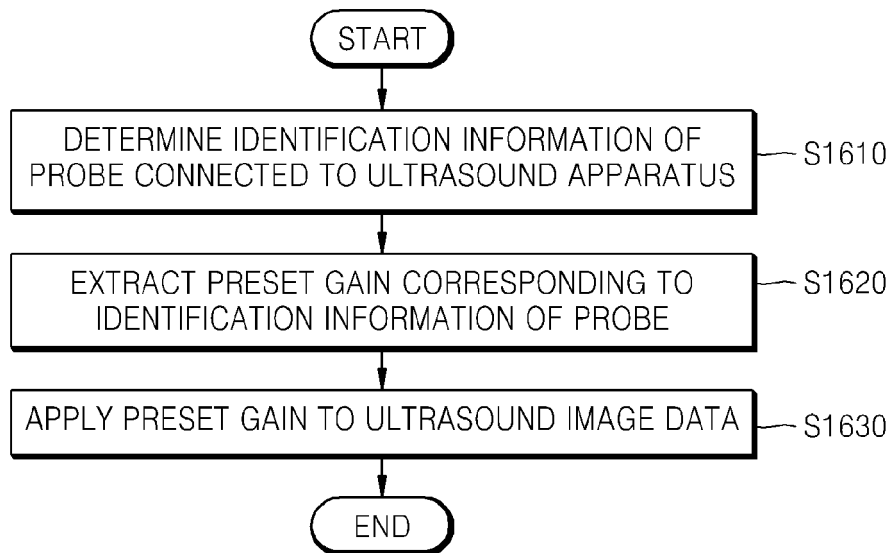 START
DETERMINE IDENTIFICATION INFORMATION OF
PROBE CONNECTED TO ULTRASOUND APPARATUS
S1610
EXTRACT PRESET GAIN CORRESPONDING TO
IDENTIFICATION INFORMATION OF PROBE
S1620
APPLY PRESET GAIN TO ULTRASOUND IMAGE DATA
S1630
END